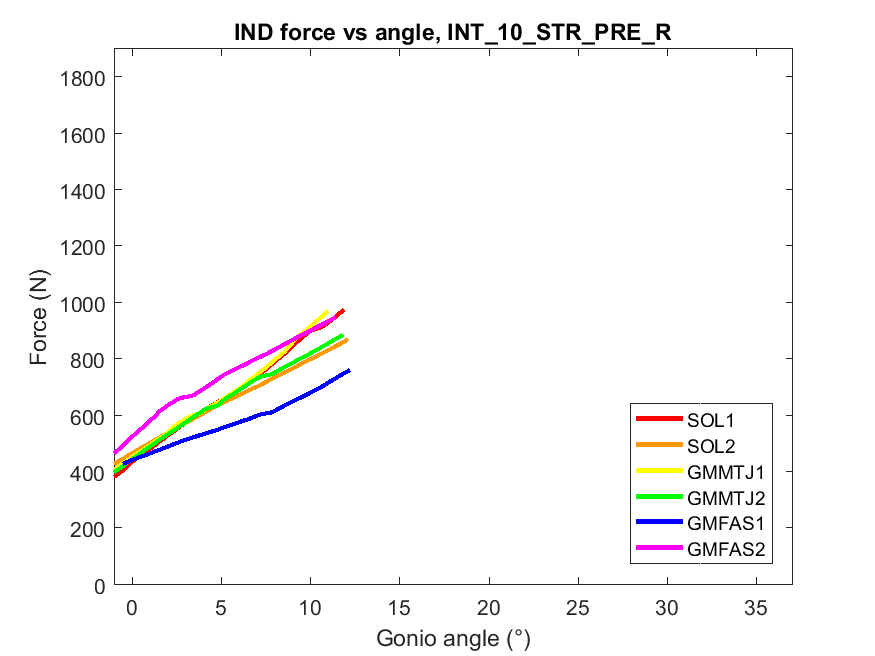 IND force vs angle, INT_10_STR_PRE_R
Force (N)
1800
1600
1400
1200
1000
800
600
400
200
0
0 5 10 15 20 25 30 35
Gonio angle (°)
SOL1
SOL2
GMMTJ1
GMMTJ2
GMFAS1
GMFAS2